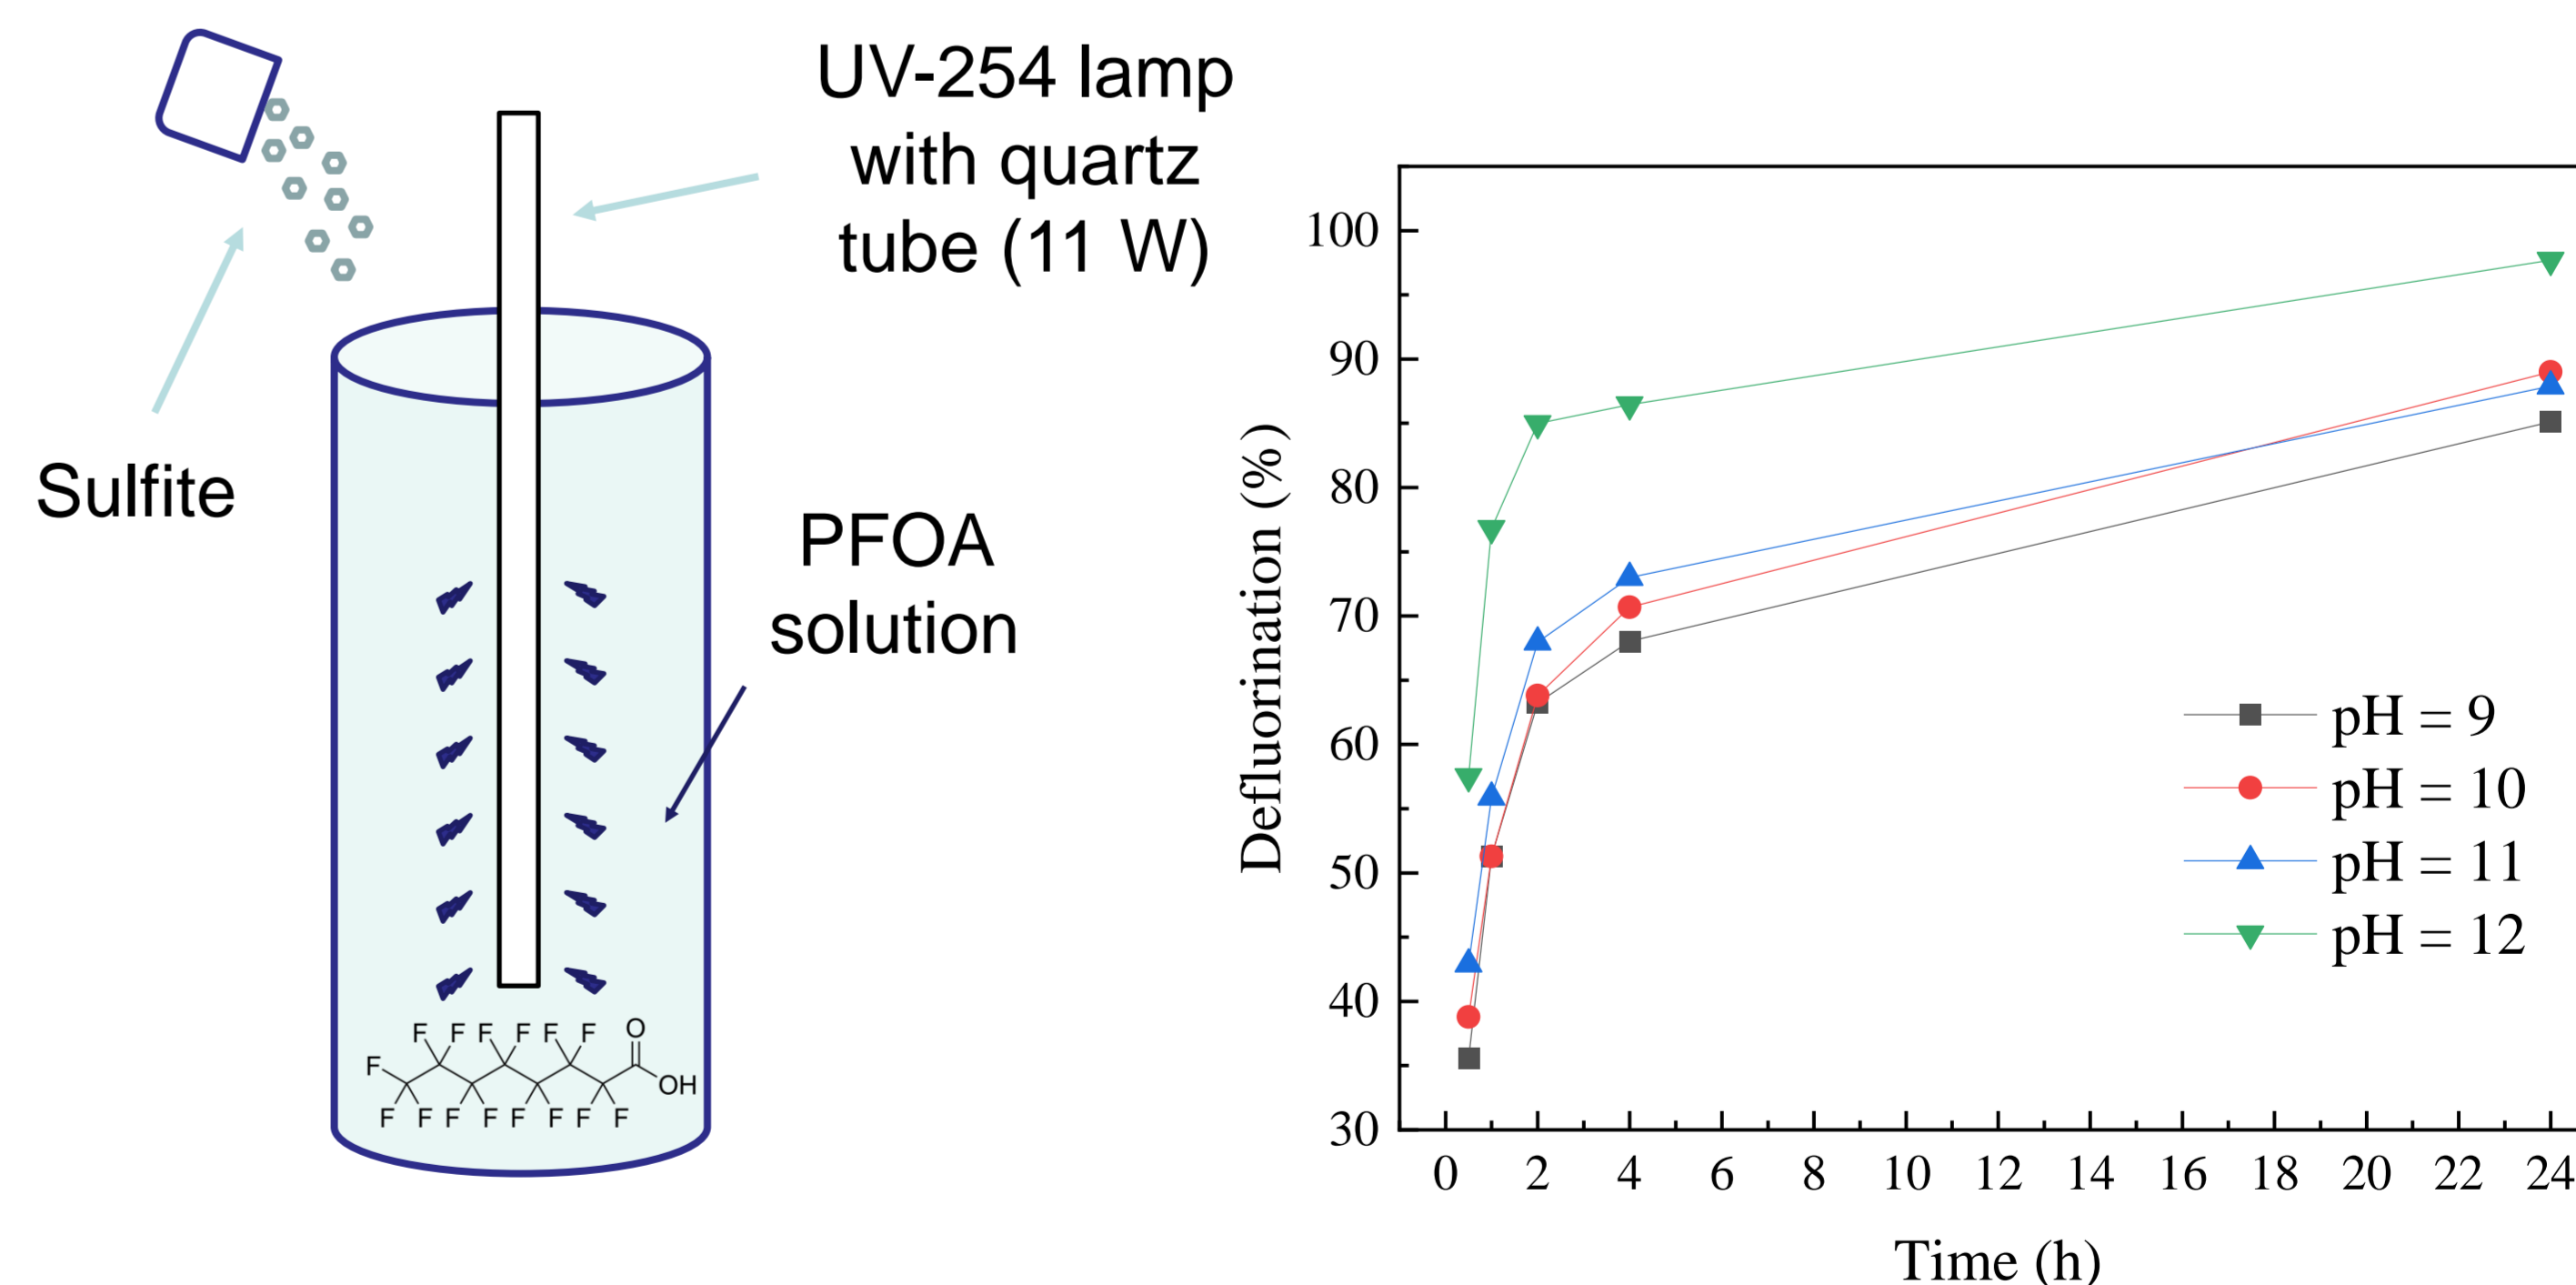 UV-254 lamp
with quartz
tube (11 W)
Sulfite
PFOA
solution
F F F F F F O
F
OH
F F F F F F F F
Defluorination (%)
100
90
80
70
60
50
40
30
0 2 4 6 8 10 12 14 16 18 20 22 24
Time (h)
pH = 9
pH = 10
pH = 11
pH = 12